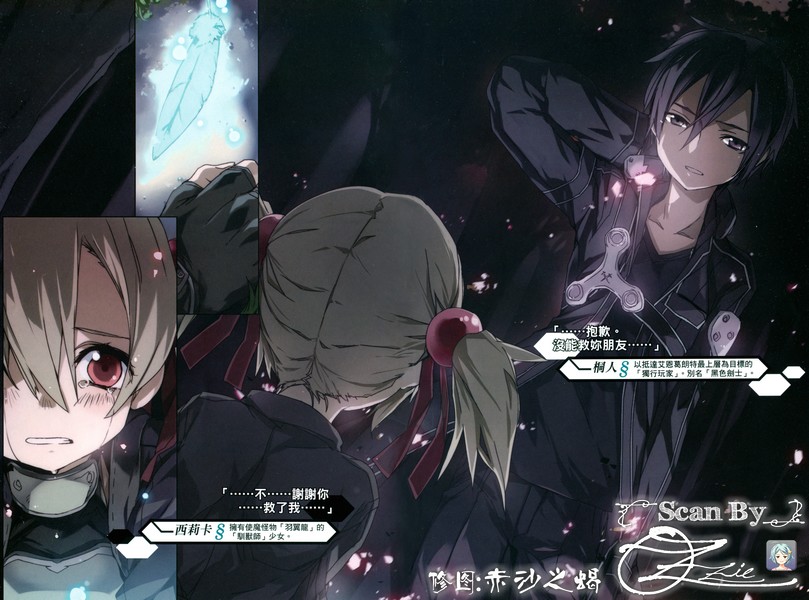 「……抱歉。
沒能救妳朋友……」
桐人 § 以抵達艾恩葛朗特最上層為目標的
「獨行玩家」。別名「黑色劍士」。
「……不……謝謝你
……救了我……」
西莉卡 § 擁有使魔怪物「羽翼龍」的
「馴獸師」少女。
Scan By
修图:赤沙之蝎